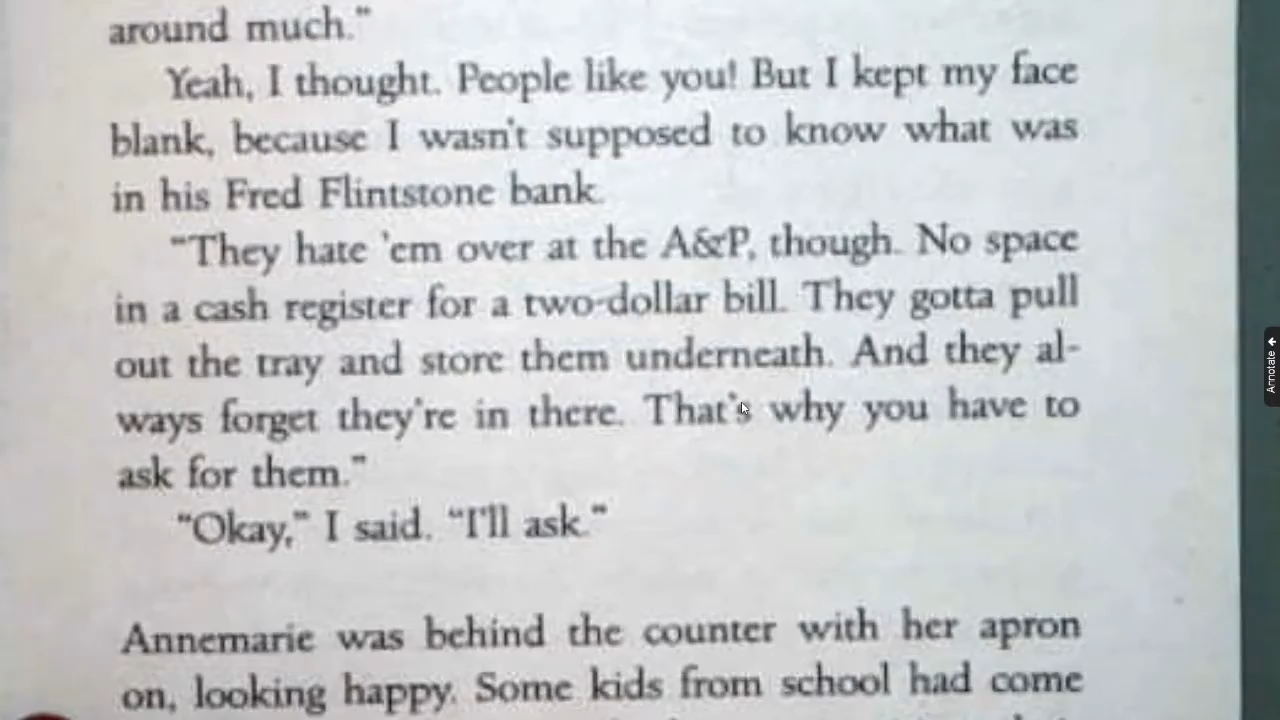 around much."
Yeah, I thought. People like you! But I kept my face
blank, because I wasn't supposed to know what was
in his Fred Flintstone bank.
"They hate 'em over at the A&P, though. No space
in a cash register for a two-dollar bill. They gotta pull
out the tray and store them underneath. And they al-
ways forget they're in there. That's why you have to
ask for them."
"Okay," I said. "I'll ask."
Annemarie was behind the counter with her apron
on, looking happy. Some kids from school had come
Annotate